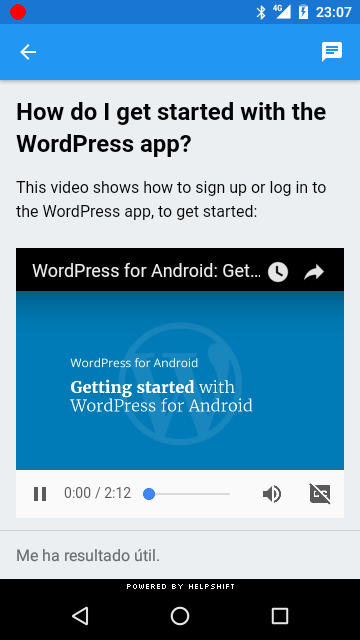 4G 23:07
How do I get started with the
WordPress app?
This video shows how to sign up or log in to
the WordPress app, to get started:
WordPress for Android: Get...
WordPress for Android
Getting started with
WordPress for Android
0:00 / 2:12
Me ha resultado útil.
POWERED BY HELPSHIFT